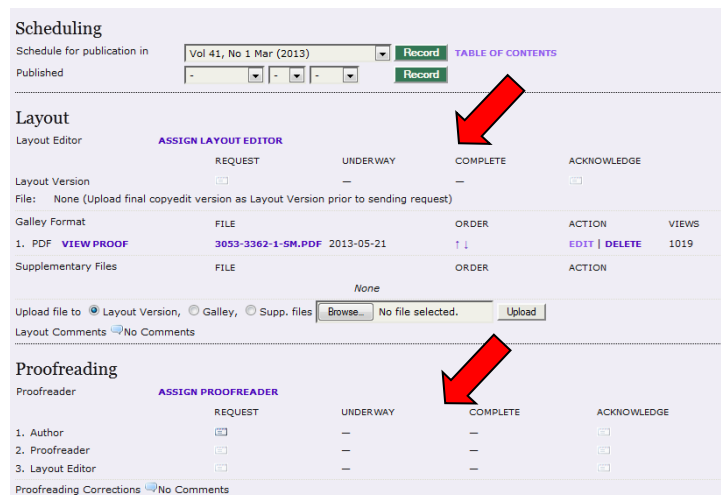 Scheduling
Schedule for publication in Vol 41, No 1 Mar (2013) Record TABLE OF CONTENTS
Published - - - Record
Layout
Layout Editor ASSIGN LAYOUT EDITOR
REQUEST UNDERWAY COMPLETE ACKNOWLEDGE
Layout Version — —
File: None (Upload final copyedit version as Layout Version prior to sending request)
Galley Format FILE ORDER ACTION VIEWS
1. PDF VIEW PROOF 3053-3362-1-SM.PDF 2013-05-21 ↑ ↓ EDIT | DELETE 1019
Supplementary Files FILE ORDER ACTION
None
Upload file to Layout Version, Galley, Supp. files Browse... No file selected. Upload
Layout Comments No Comments
Proofreading
Proofreader ASSIGN PROOFREADER
REQUEST UNDERWAY COMPLETE ACKNOWLEDGE
1. Author — —
2. Proofreader — —
3. Layout Editor — —
Proofreading Corrections No Comments